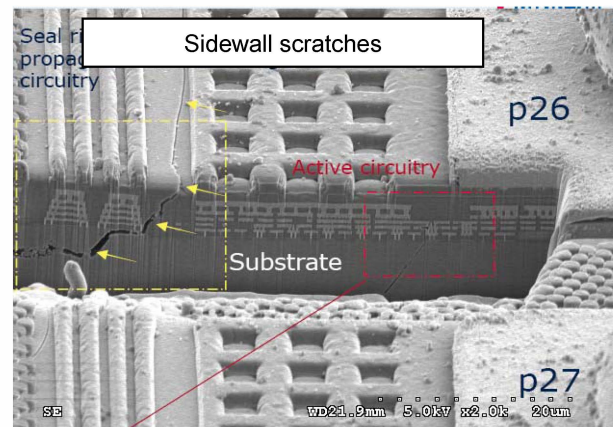 Sidewall scratches
Seal ri
propag
circuitry
p26
Active circuitry
Substrate
p27
SE WD21.9mm 5.0kV x2.0k 20um